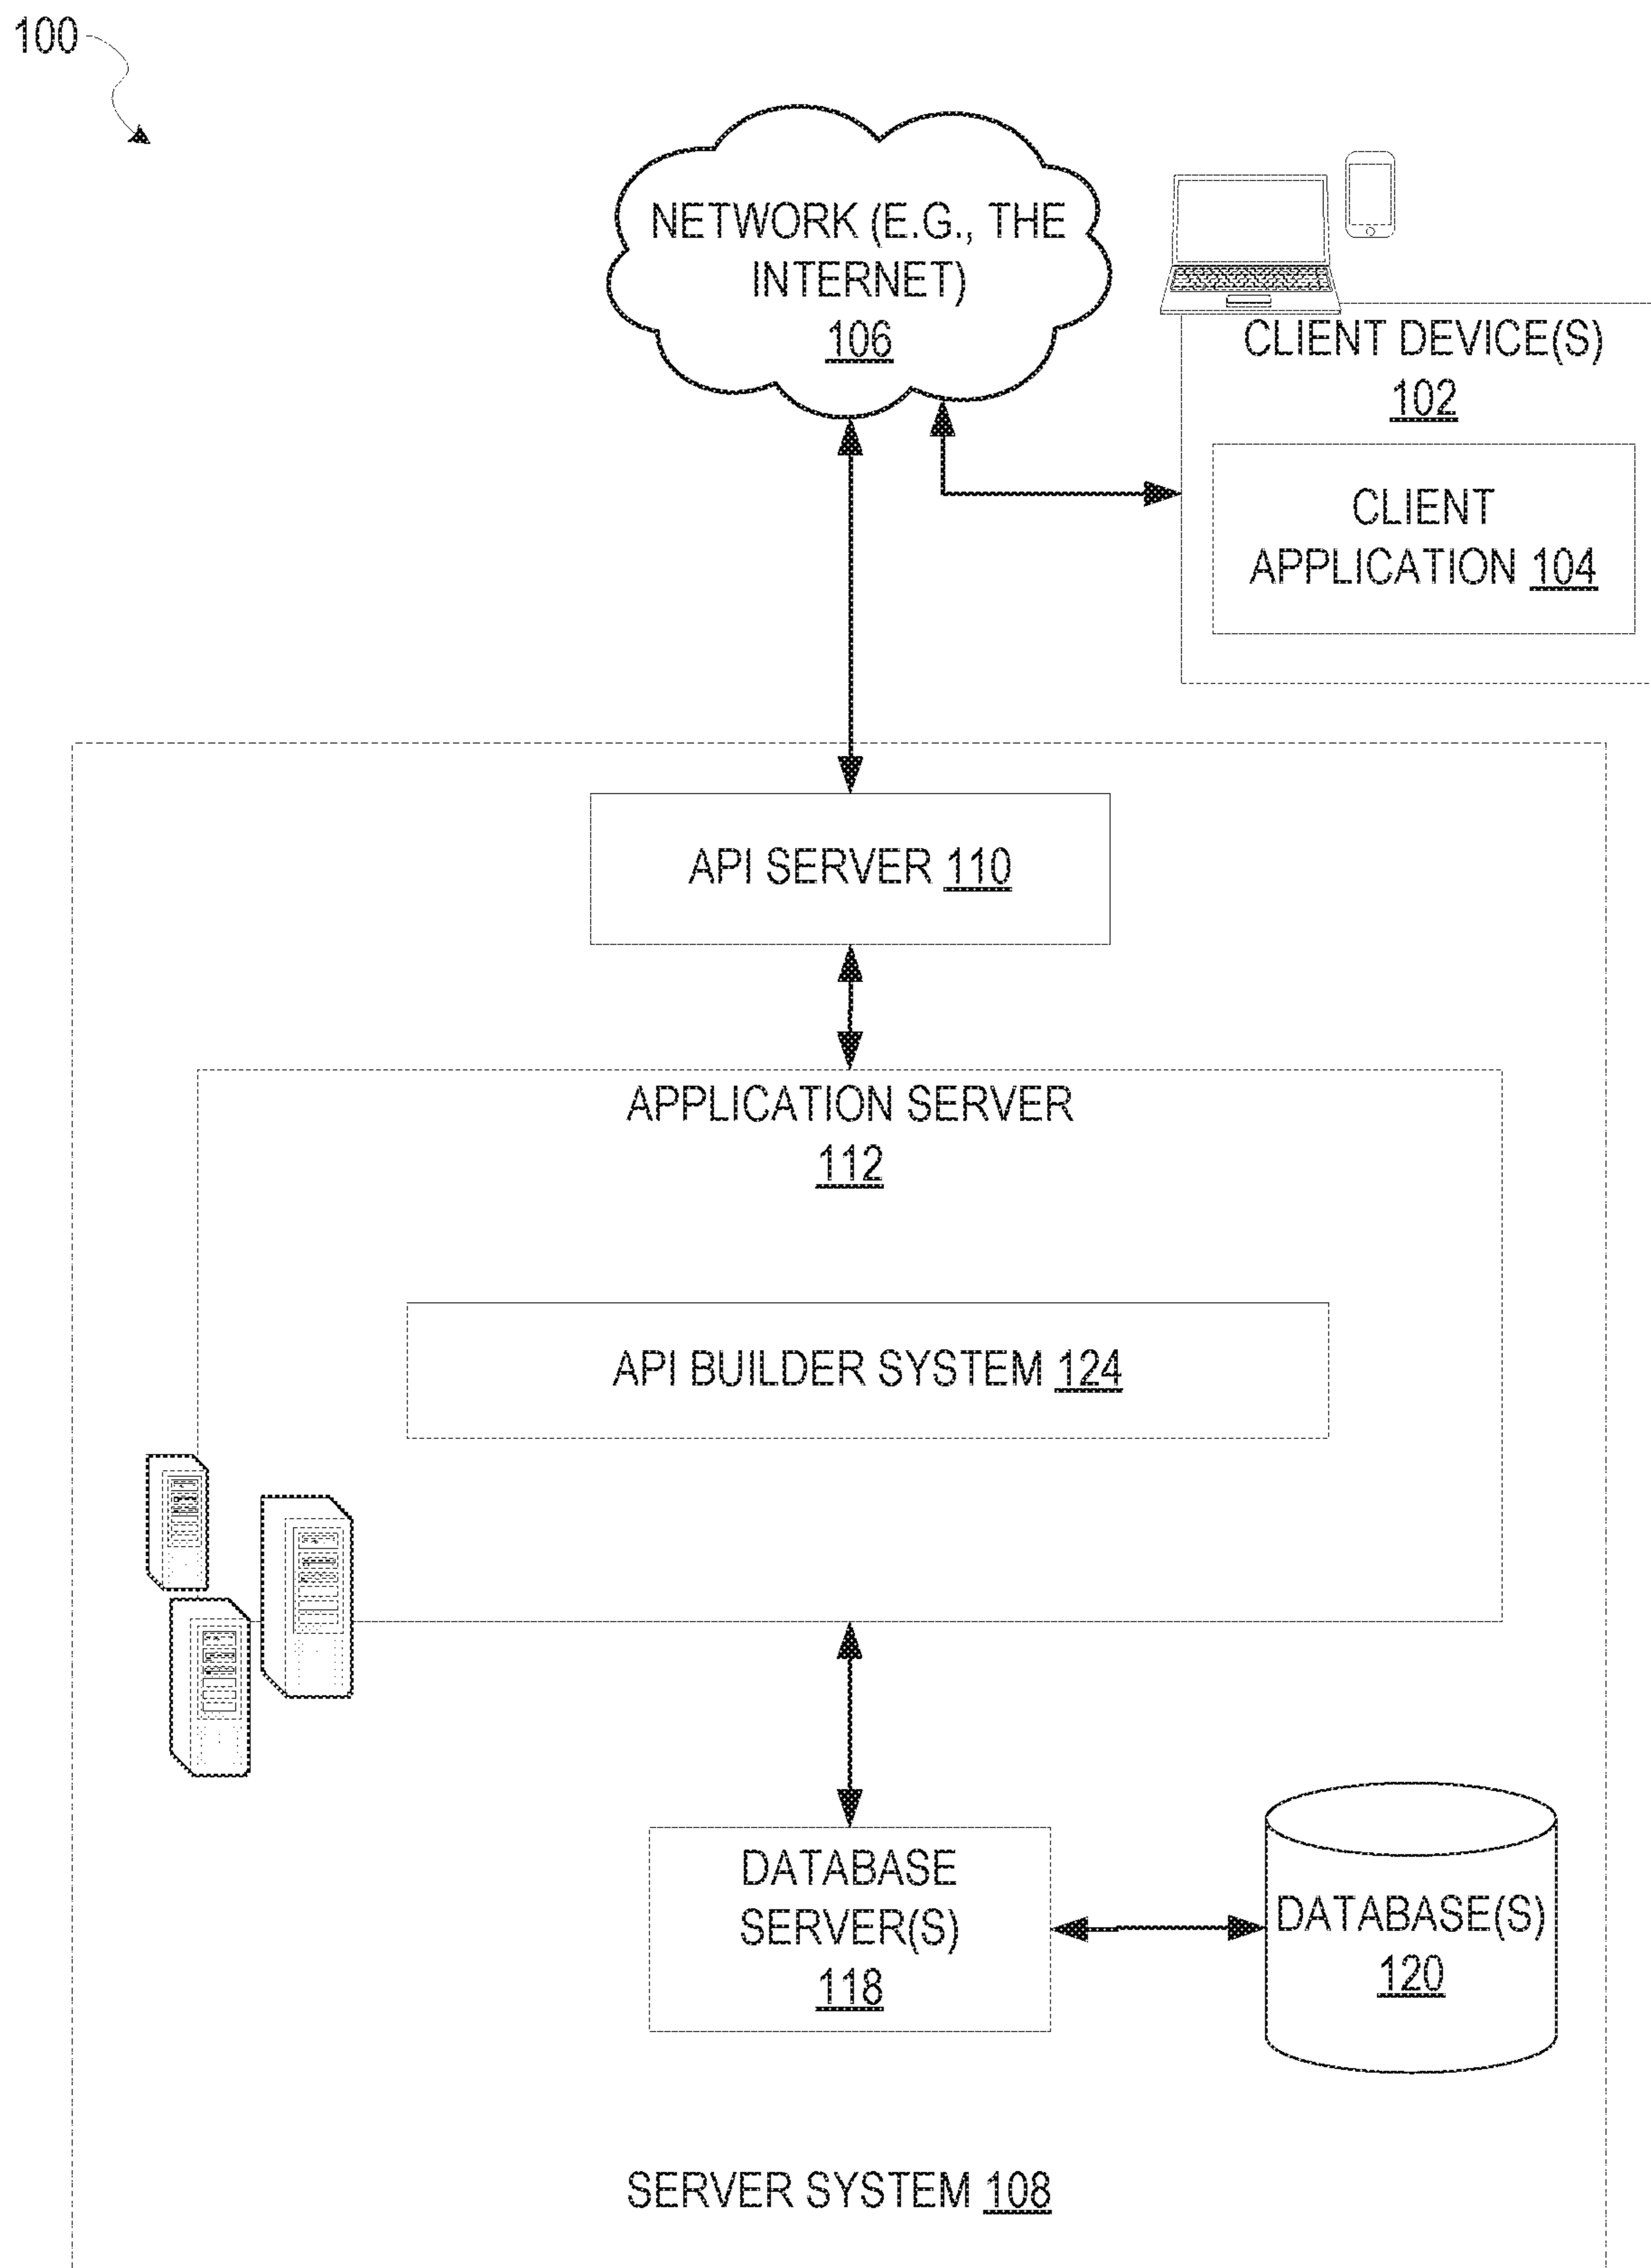 100
NETWORK (E.G., THE
INTERNET)
106
CLIENT DEVICE(S)
102
CLIENT
APPLICATION 104
API SERVER 110
APPLICATION SERVER
112
API BUILDER SYSTEM 124
DATABASE
SERVER(S)
118
DATABASE(S)
120
SERVER SYSTEM 108